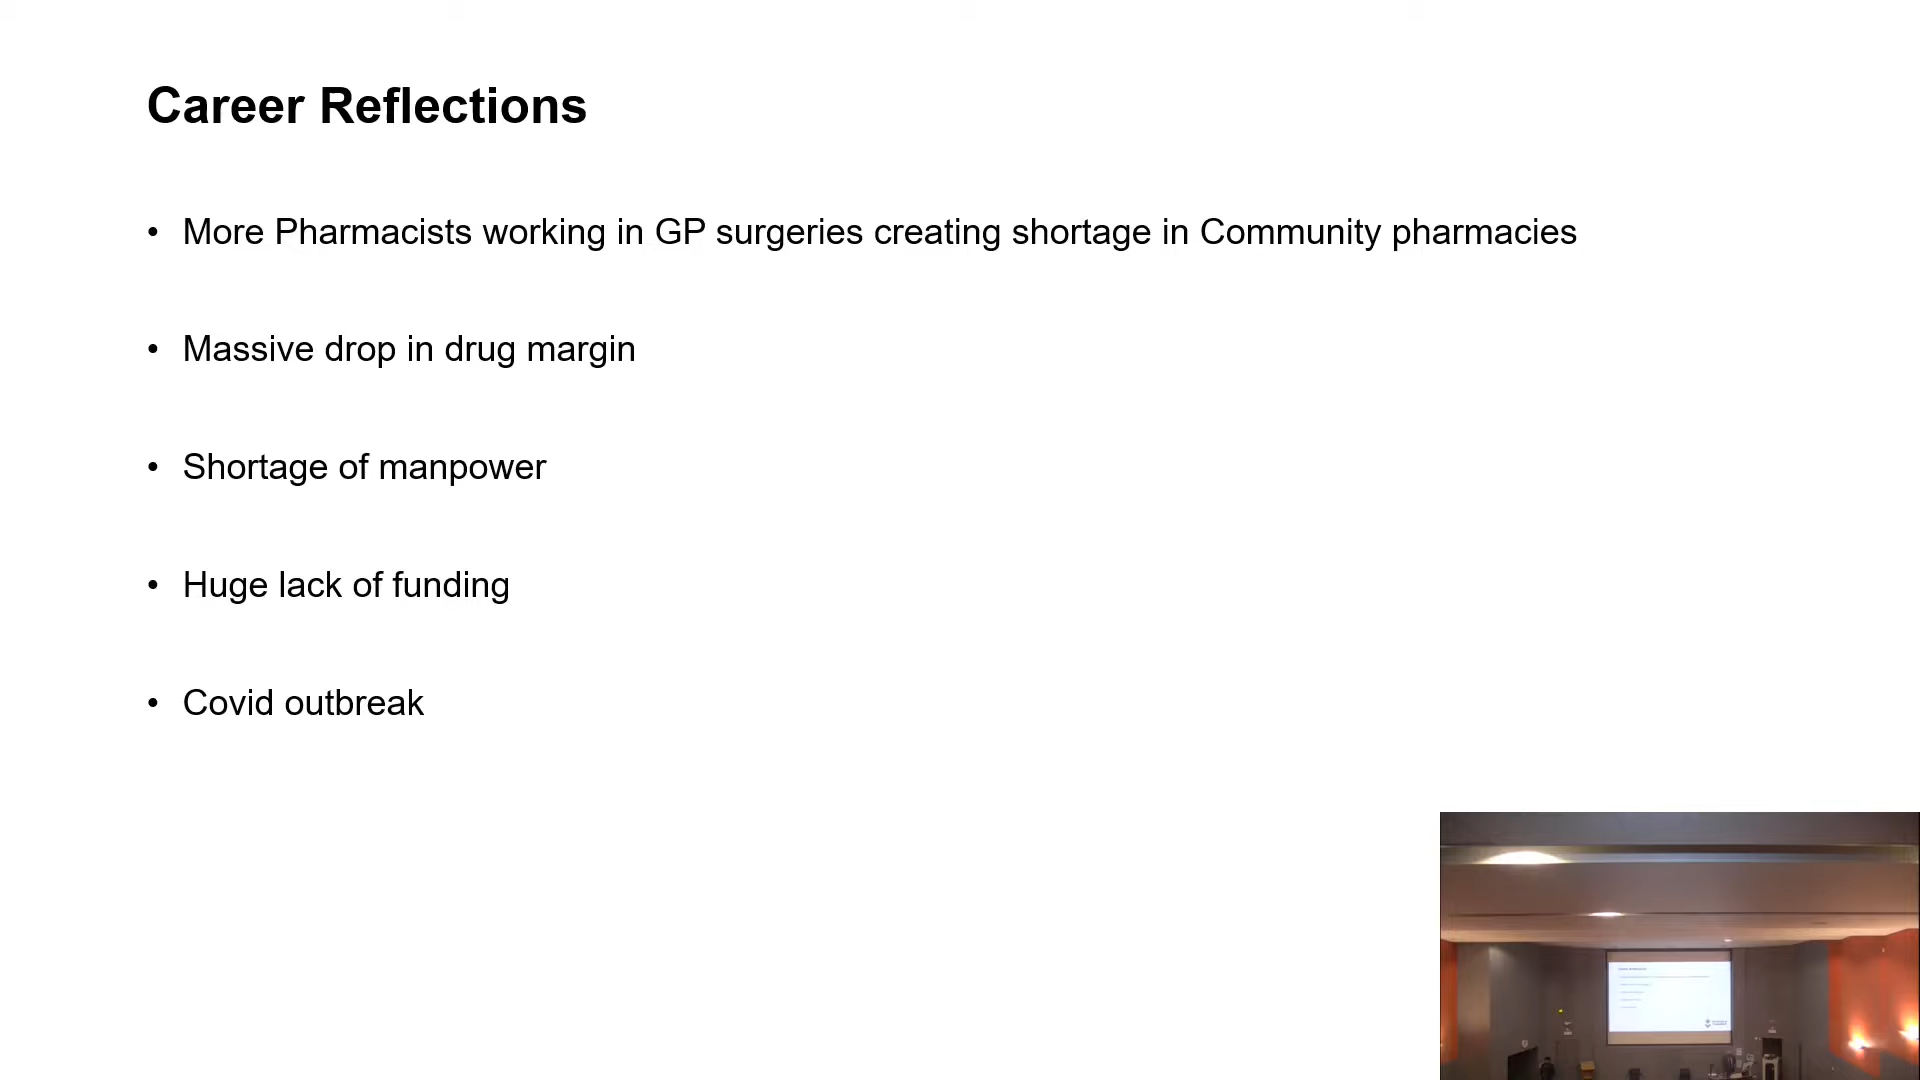 Career Reflections
• More Pharmacists working in GP surgeries creating shortage in Community pharmacies
• Massive drop in drug margin
• Shortage of manpower
• Huge lack of funding
• Covid outbreak